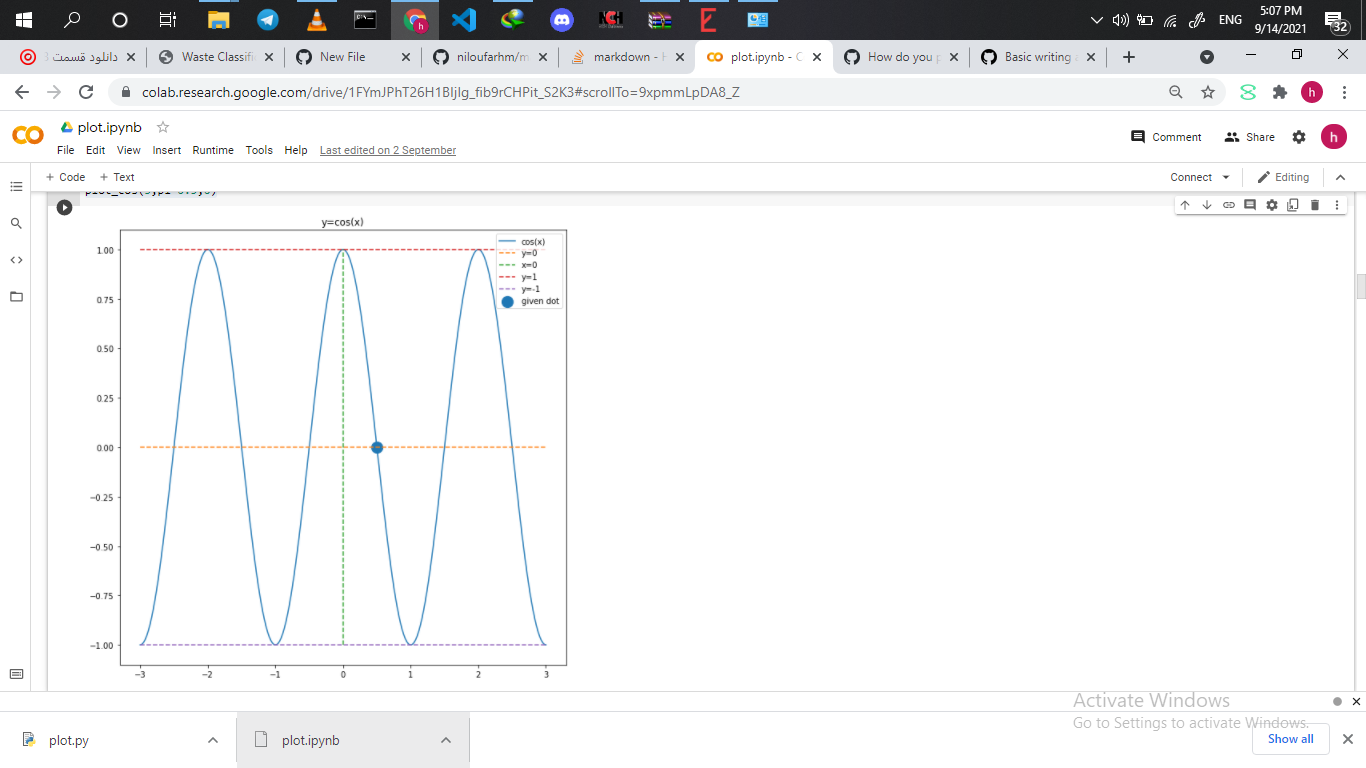 ENG
5:07 PM
9/14/2021
32
دانلود قسمت 3
Waste Classifi
New File
niloufarhm/m
markdown - H
plot.ipynb - C
How do you p
Basic writing a
colab.research.google.com/drive/1FYmJPhT26H1BIjIg_fib9rCHPit_S2K3#scrollTo=9xpmmLpDA8_Z
h
plot.ipynb
Comment
Share
h
File Edit View Insert Runtime Tools Help Last edited on 2 September
+ Code + Text
Connect
Editing
y=cos(x)
cos(x)
y=0
x=0
y=1
y=-1
given dot
1.00
0.75
0.50
0.25
0.00
−0.25
−0.50
−0.75
−1.00
−3 −2 −1 0 1 2 3
Activate Windows
Go to Settings to activate Windows.
plot.py
plot.ipynb
Show all